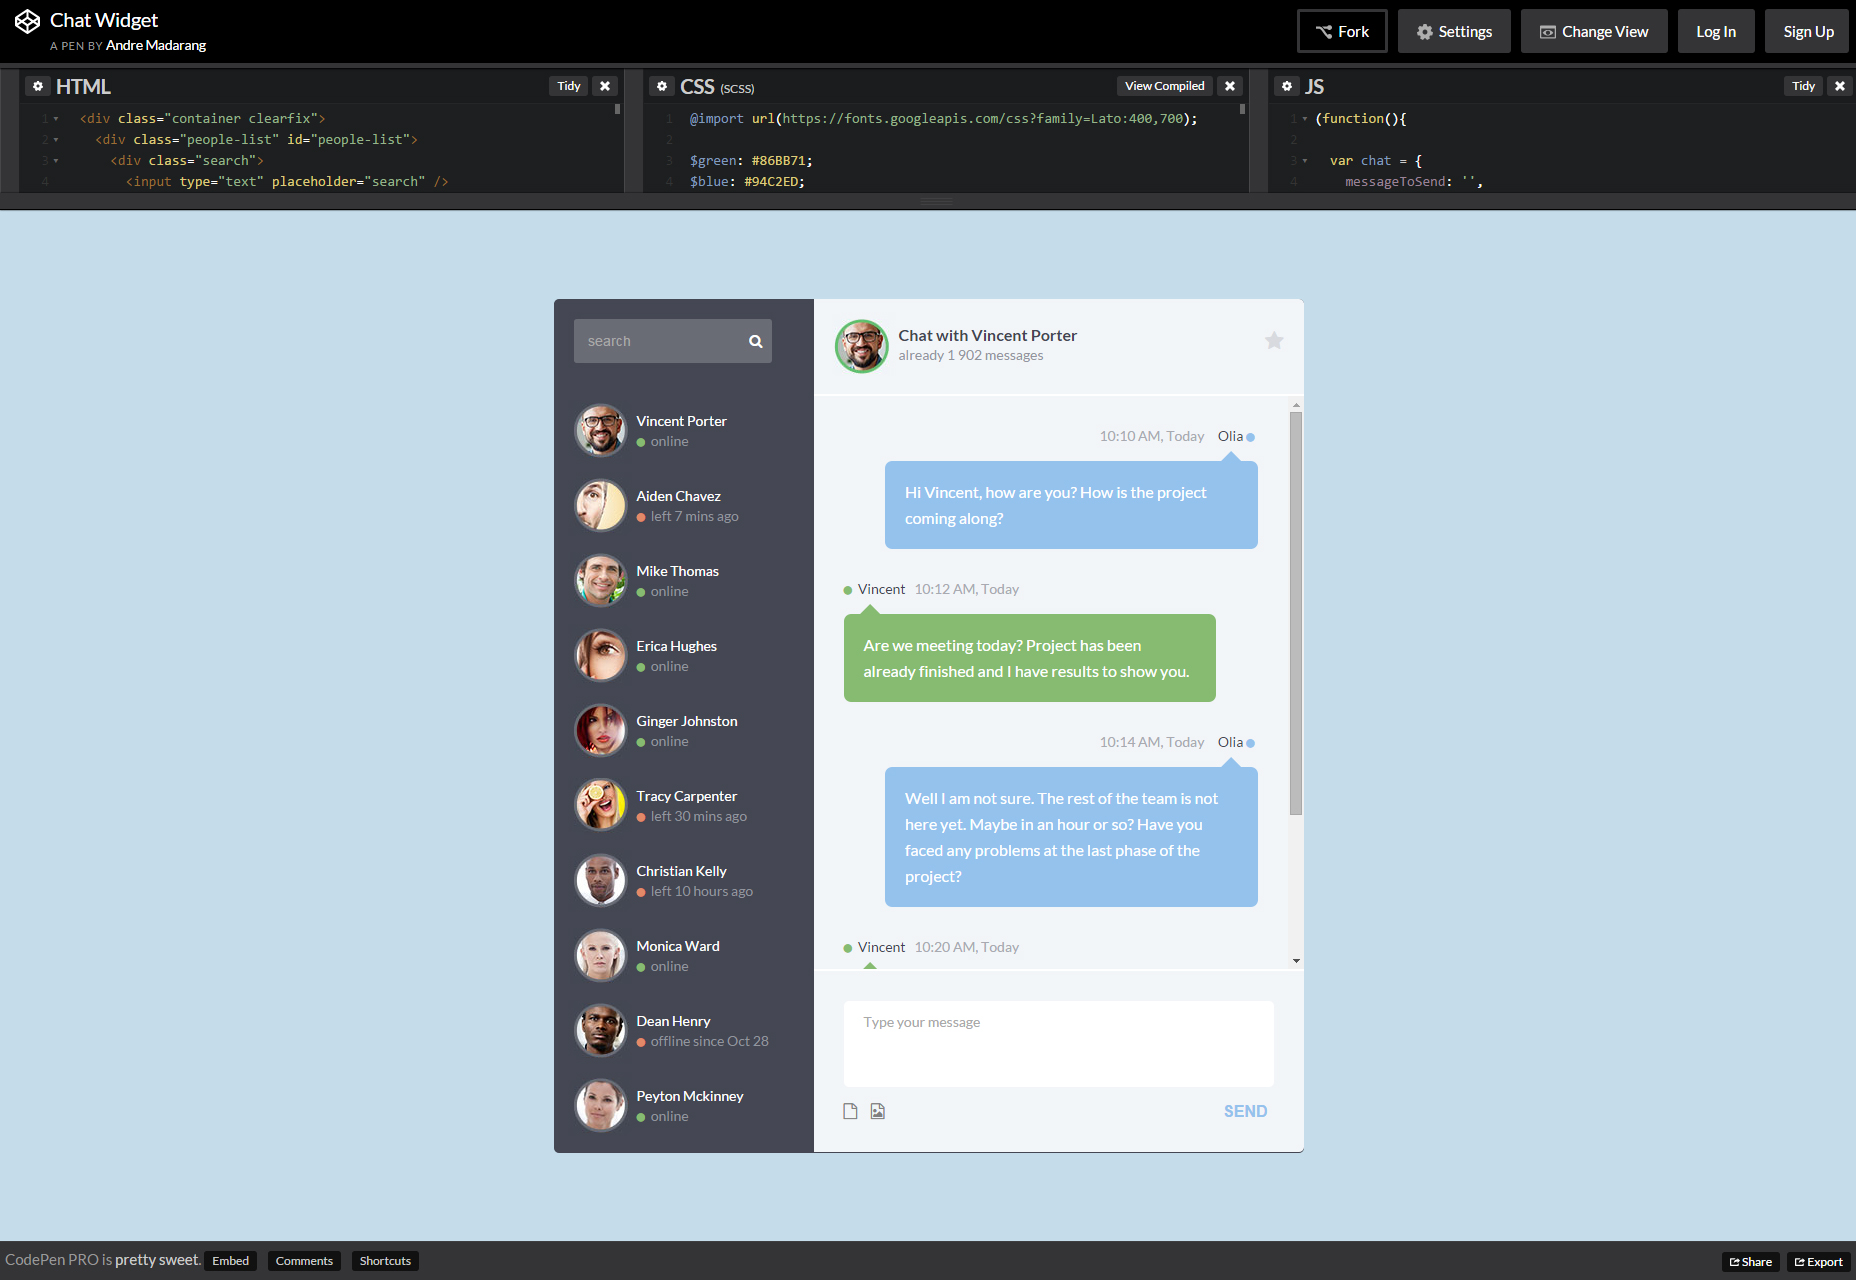 Chat Widget
A PEN BY Andre Madarang
Fork
Settings
Change View
Log In
Sign Up
HTML
Tidy
1 <div class="container clearfix">
2 <div class="people-list" id="people-list">
3 <div class="search">
4 <input type="text" placeholder="search" />
CSS (SCSS)
View Compiled
1 @import url(https://fonts.googleapis.com/css?family=Lato:400,700);
2
3 $green: #86BB71;
4 $blue: #94C2ED;
JS
Tidy
1 (function(){
2
3 var chat = {
4 messageToSend: '',
search
Vincent Porter
online
Aiden Chavez
left 7 mins ago
Mike Thomas
online
Erica Hughes
online
Ginger Johnston
online
Tracy Carpenter
left 30 mins ago
Christian Kelly
left 10 hours ago
Monica Ward
online
Dean Henry
offline since Oct 28
Peyton Mckinney
online
Chat with Vincent Porter
already 1 902 messages
10:10 AM, Today Olia
Hi Vincent, how are you? How is the project
coming along?
Vincent 10:12 AM, Today
Are we meeting today? Project has been
already finished and I have results to show you.
10:14 AM, Today Olia
Well I am not sure. The rest of the team is not
here yet. Maybe in an hour or so? Have you
faced any problems at the last phase of the
project?
Vincent 10:20 AM, Today
Type your message
SEND
CodePen PRO is pretty sweet.
Embed
Comments
Shortcuts
Share
Export